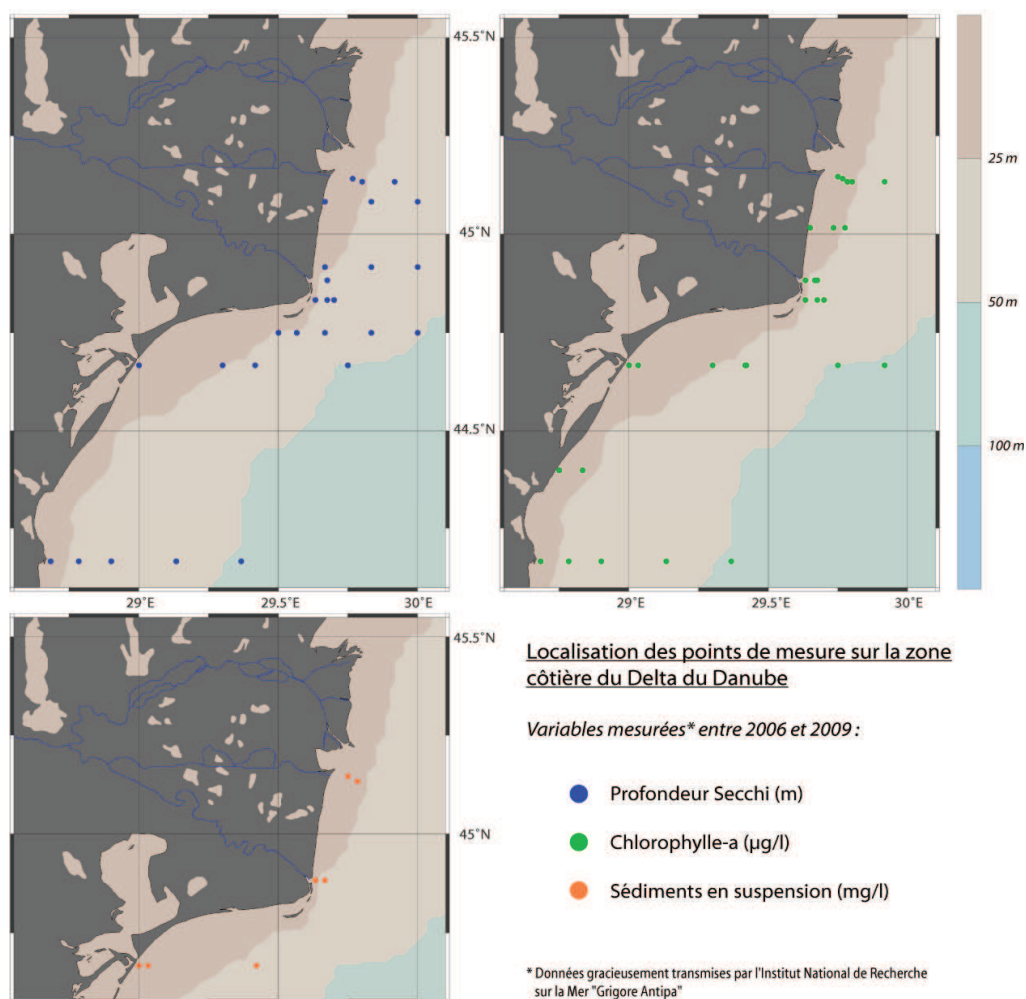 45.5°N
25 m
45°N
50 m
44.5°N
100 m
29°E
29.5°E
30°E
29°E
29.5°E
30°E
45.5°N
45°N
Localisation des points de mesure sur la zone
côtière du Delta du Danube
Variables mesurées* entre 2006 et 2009 :
Profondeur Secchi (m)
Chlorophylle-a (µg/l)
Sédiments en suspension (mg/l)
* Données gracieusement transmises par l'Institut National de Recherche
sur la Mer "Grigore Antipa"